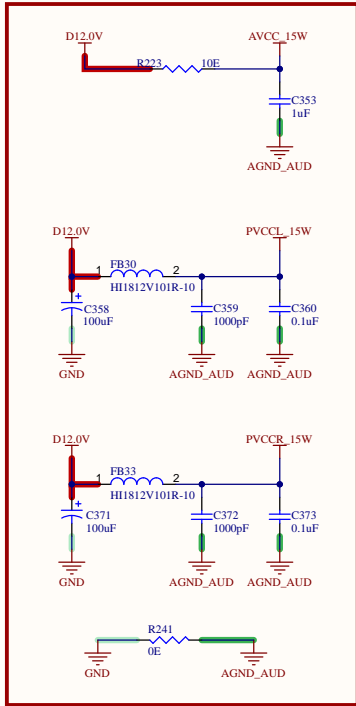 D12.0V
AVCC_15W
R223
10E
C353
1uF
AGND_AUD
D12.0V
PVCCL_15W
FB30
1
2
HI1812V101R-10
C358
100uF
C359
1000pF
C360
0.1uF
GND
AGND_AUD
AGND_AUD
D12.0V
PVCCR_15W
FB33
1
2
HI1812V101R-10
C371
100uF
C372
1000pF
C373
0.1uF
GND
AGND_AUD
AGND_AUD
R241
0E
GND
AGND_AUD